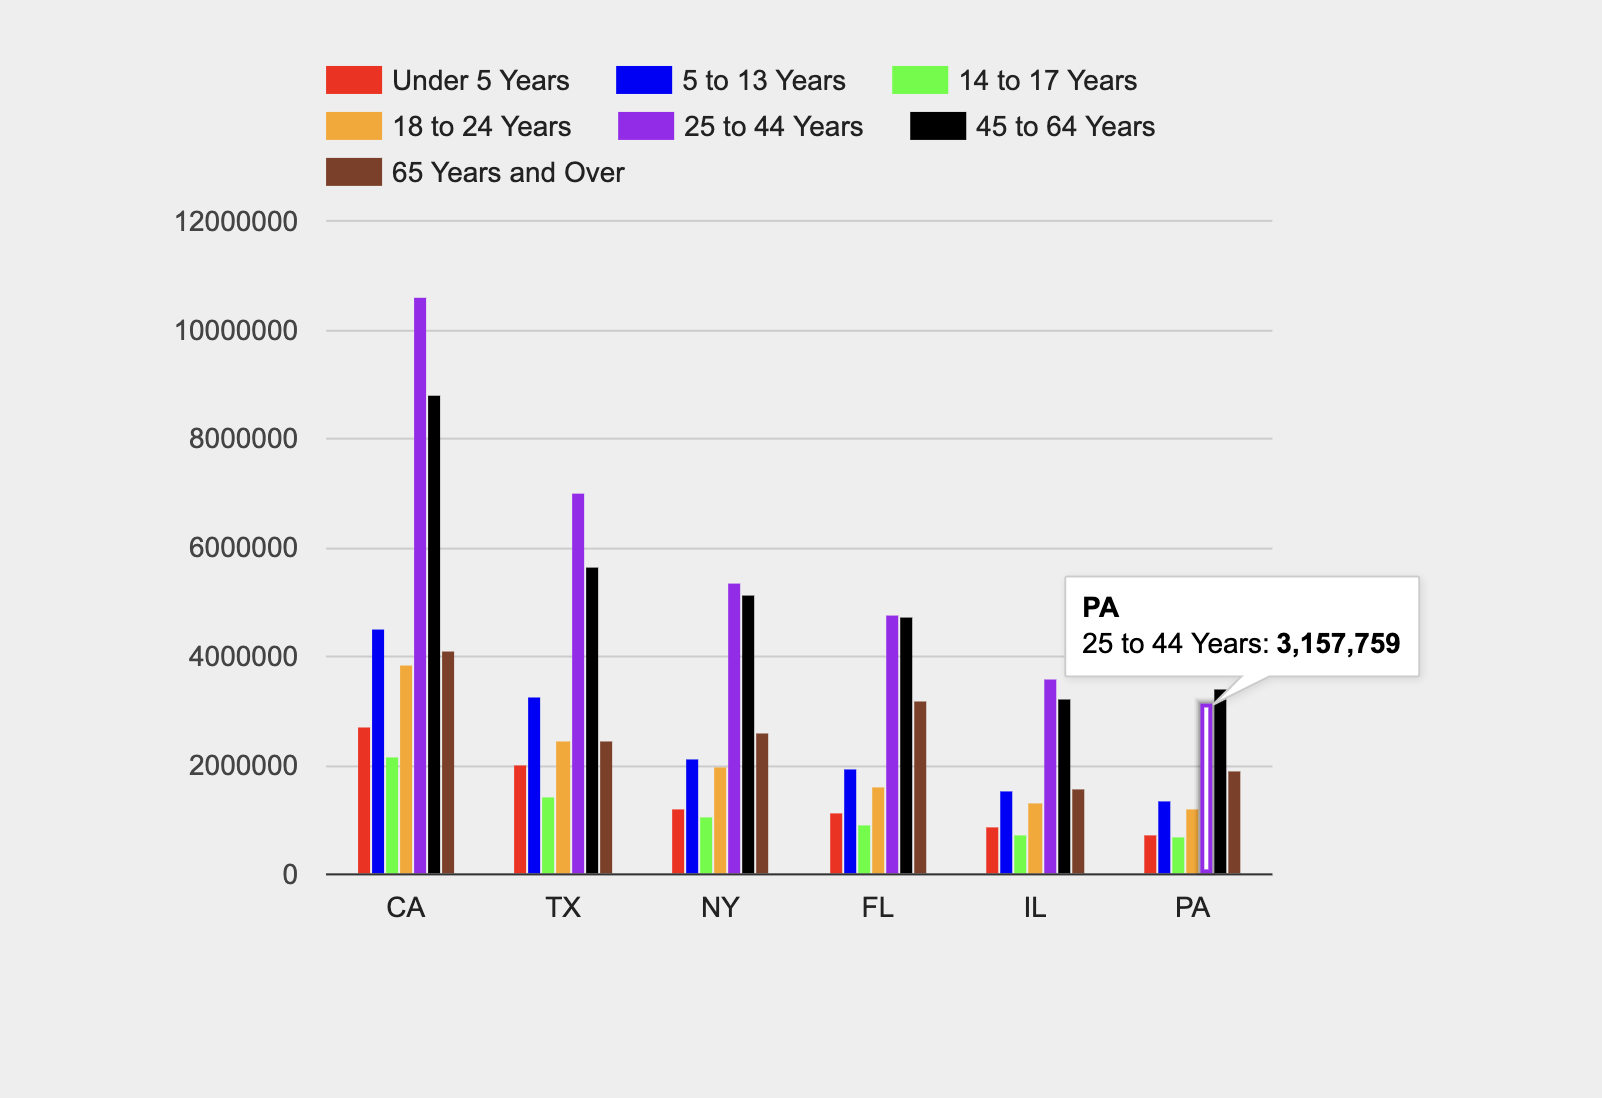 Under 5 Years 5 to 13 Years 14 to 17 Years
18 to 24 Years 25 to 44 Years 45 to 64 Years
65 Years and Over
12000000
10000000
8000000
6000000
4000000
2000000
0
PA
25 to 44 Years: 3,157,759
CA TX NY FL IL PA